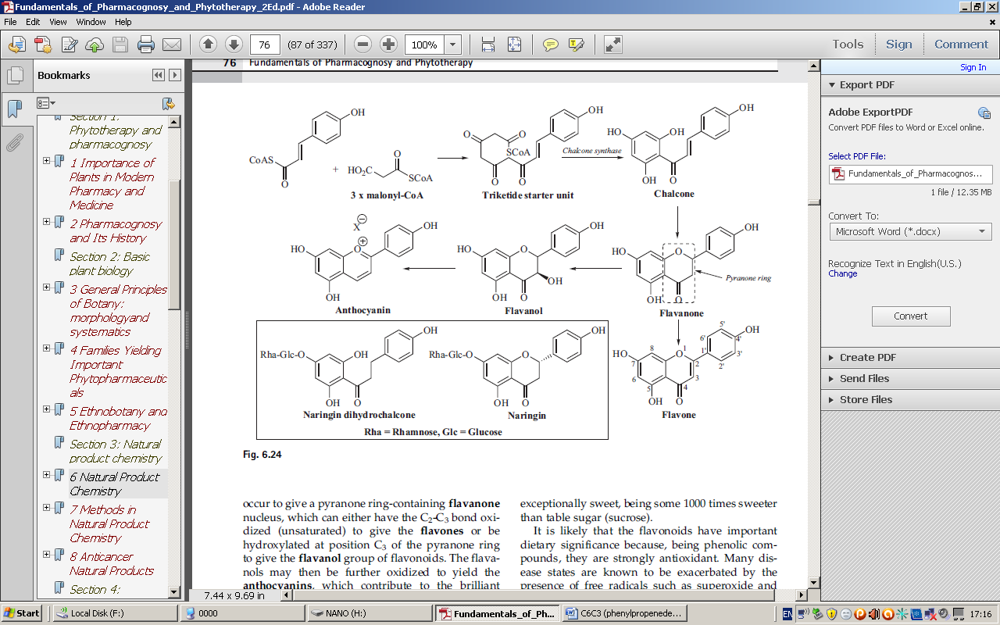 Fundamentals_of_Pharmacognosy_and_Phytotherapy_2Ed.pdf - Adobe Reader
File Edit View Window Help
76 (87 of 337) 100% Tools Sign Comment
Sign In
Bookmarks
Section 1:
Phytotherapy and
pharmacognosy
1 Importance of
Plants in Modern
Pharmacy and
Medicine
2 Pharmacognosy
and Its History
Section 2: Basic
plant biology
3 General Principles
of Botany:
morphologyand
systematics
4 Families Yielding
Important
Phytopharmaceutic
als
5 Ethnobotany and
Ethnopharmacy
Section 3: Natural
product chemistry
6 Natural Product
Chemistry
7 Methods in
Natural Product
Chemistry
8 Anticancer
Natural Products
Section 4:
76 Fundamentals of Pharmacognosy and Phytotherapy
OH
CoAS
O
+
HO2C
O
SCoA
3 x malonyl-CoA
O
O
SCoA
OH
O
O
Triketide starter unit
Chalcone synthase
HO
OH
OH
OH
O
Chalcone
X
⊖
⊕
O
HO
OH
OH
Anthocyanin
HO
O
OH
OH
OH
O
Flavanol
HO
O
OH
OH
O
Pyranone ring
Flavanone
Rha-Glc-O
OH
OH
OH
O
Naringin dihydrochalcone
Rha-Glc-O
O
OH
OH
O
Naringin
Rha = Rhamnose, Glc = Glucose
HO
O
OH
OH
O
1
2
3
4
5
6
7
8
1'
2'
3'
4'
5'
6'
Flavone
Fig. 6.24
occur to give a pyranone ring-containing flavanone
nucleus, which can either have the C2-C3 bond oxi-
dized (unsaturated) to give the flavones or be
hydroxylated at position C3 of the pyranone ring
to give the flavanol group of flavonoids. The flava-
nols may then be further oxidized to yield the
anthocyanins, which contribute to the brilliant
exceptionally sweet, being some 1000 times sweeter
than table sugar (sucrose).
It is likely that the flavonoids have important
dietary significance because, being phenolic com-
pounds, they are strongly antioxidant. Many dis-
ease states are known to be exacerbated by the
presence of free radicals such as superoxide and
7.44 x 9.69 in
Export PDF
Adobe ExportPDF
Convert PDF files to Word or Excel online.
Select PDF File:
Fundamentals_of_Pharmacognos...
1 file / 12.35 MB
Convert To:
Microsoft Word (*.docx)
Recognize Text in English(U.S.)
Change
Convert
Create PDF
Send Files
Store Files
Start Local Disk (F:) 0000 NANO (H:) Fundamentals_of_Ph... C6C3 (phenylpropenede... EN 17:16